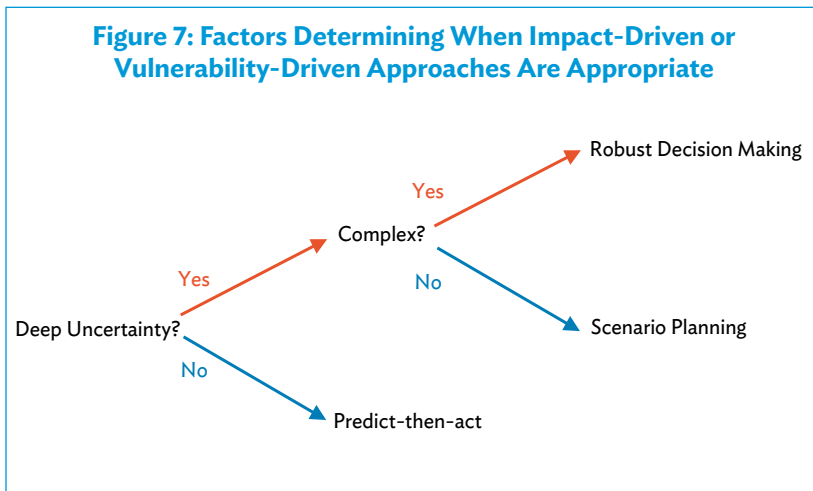 Figure 7: Factors Determining When Impact-Driven or
Vulnerability-Driven Approaches Are Appropriate
Robust Decision Making
Yes
Complex?
Yes
No
Deep Uncertainty?
Scenario Planning
No
Predict-then-act